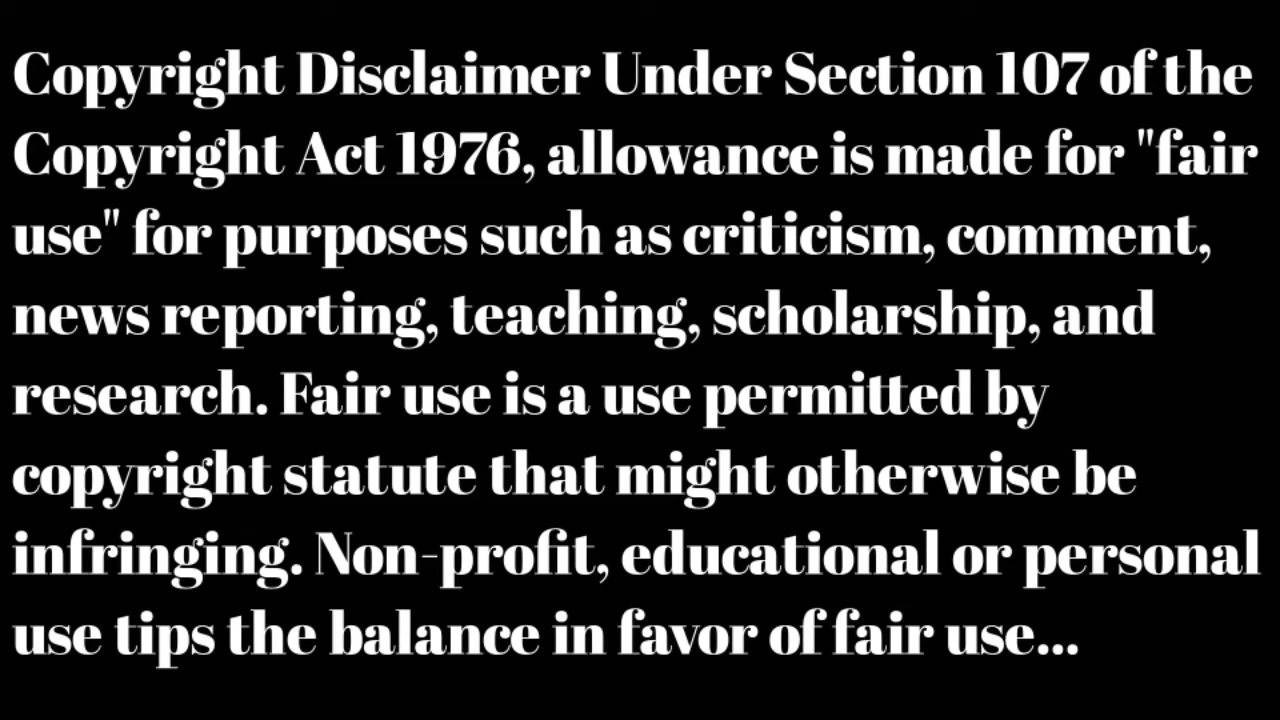 Copyright Disclaimer Under Section 107 of the
Copyright Act 1976, allowance is made for "fair
use" for purposes such as criticism, comment,
news reporting, teaching, scholarship, and
research. Fair use is a use permitted by
copyright statute that might otherwise be
infringing. Non-profit, educational or personal
use tips the balance in favor of fair use...